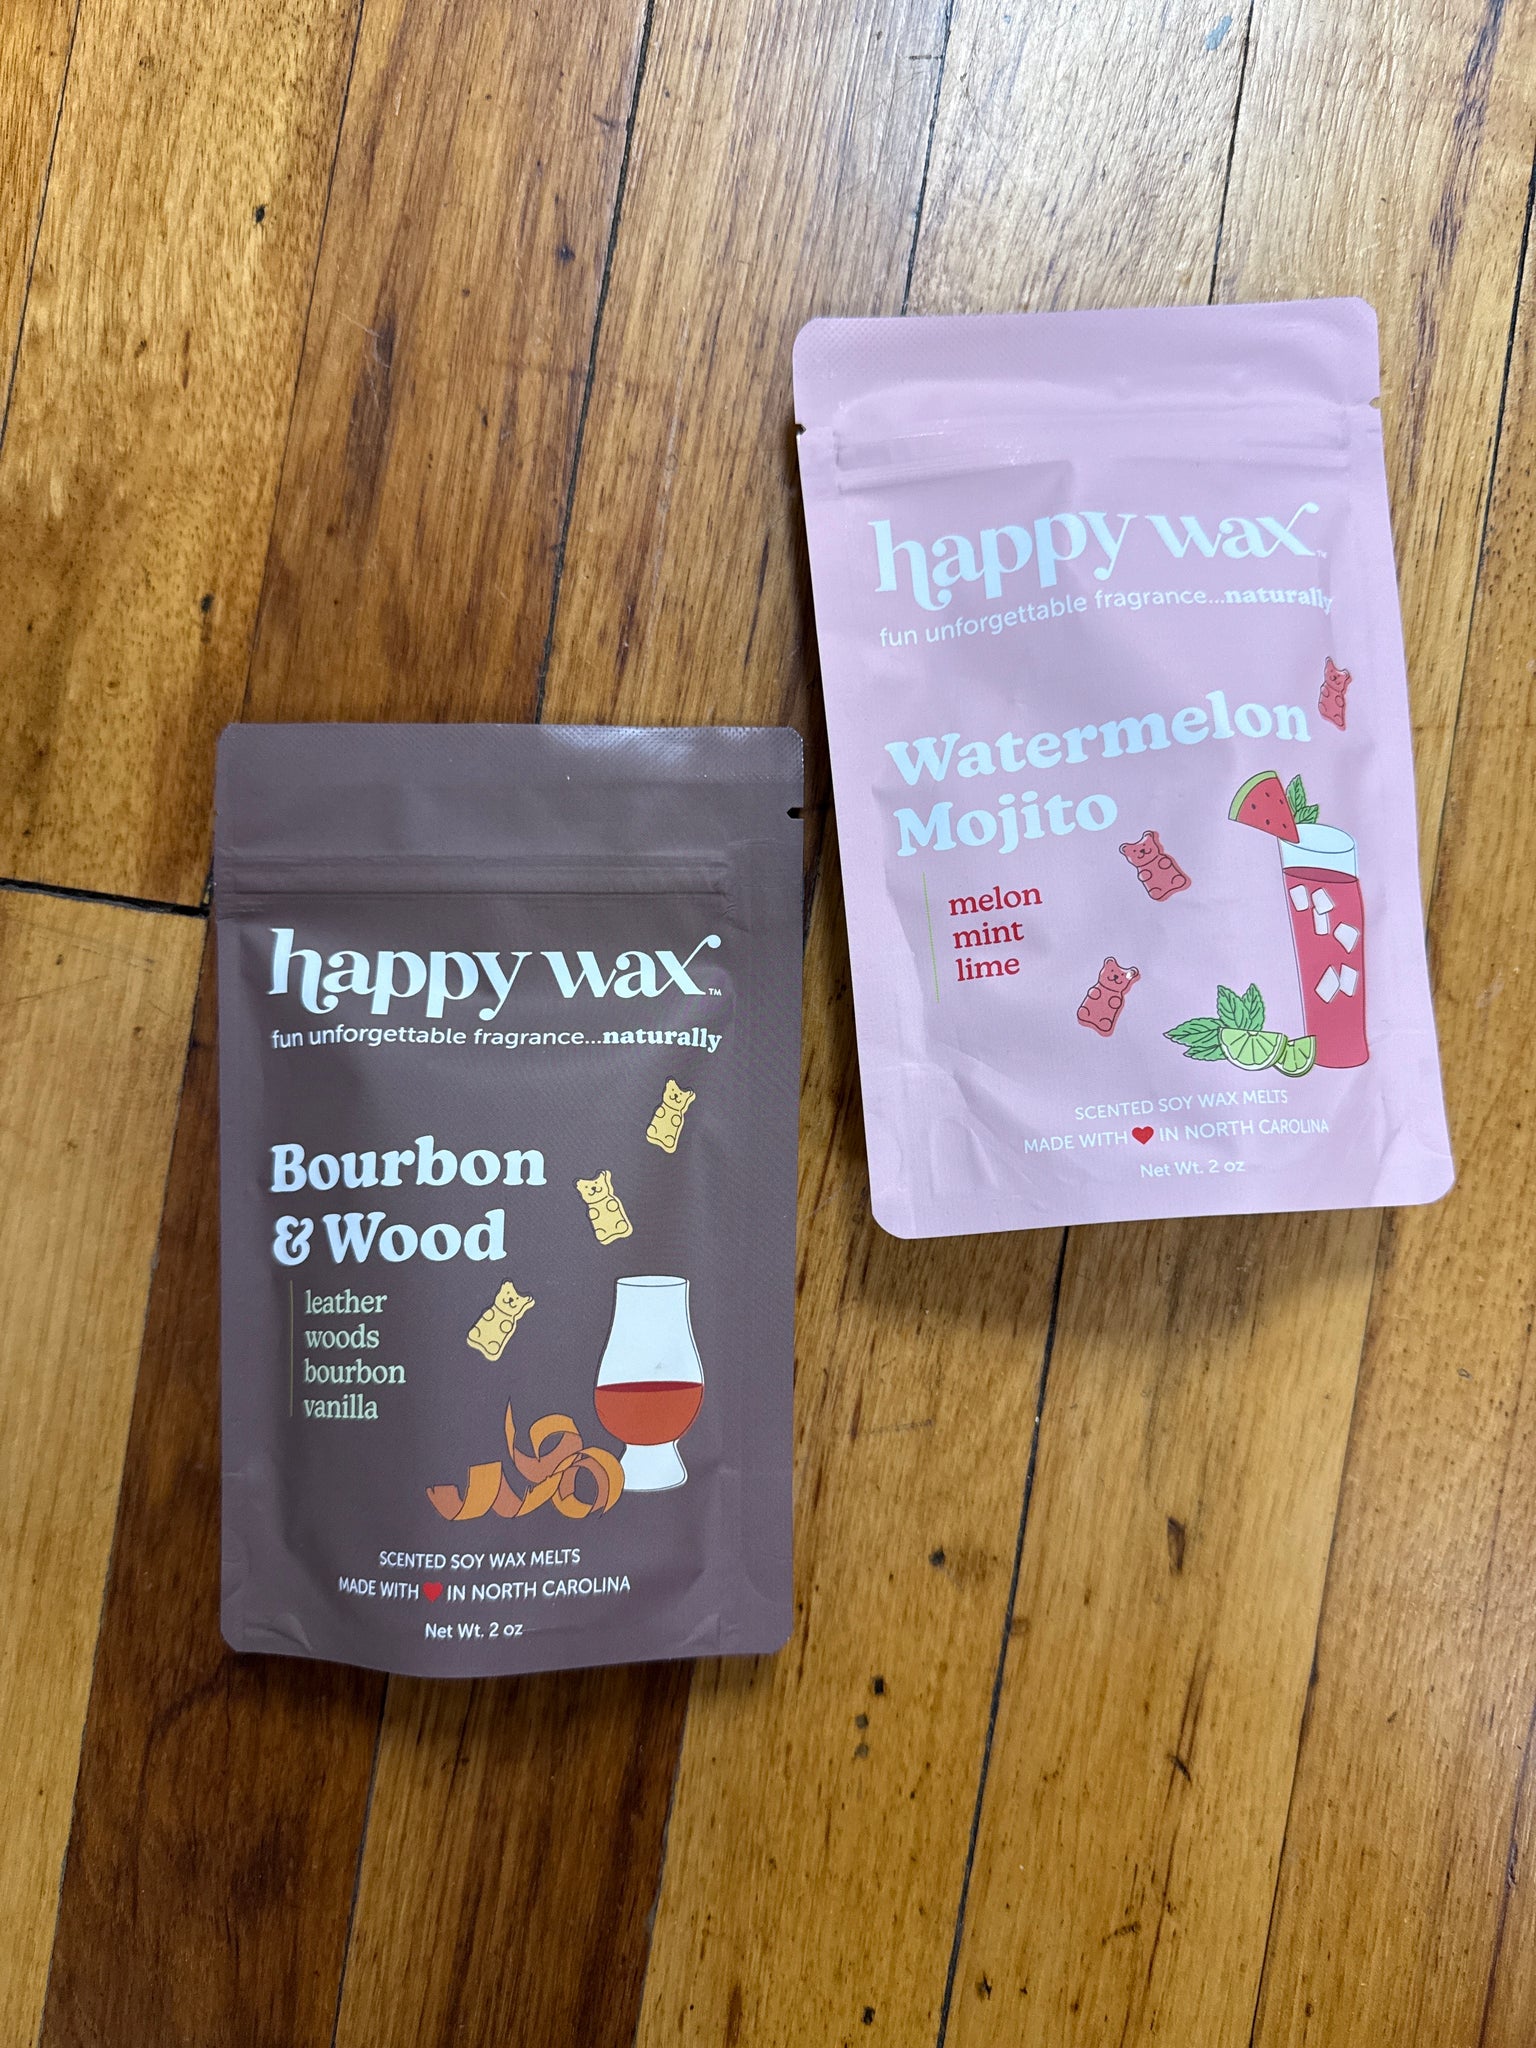 happy wax™
fun unforgettable fragrance...naturally
Bourbon
& Wood
leather
woods
bourbon
vanilla
SCENTED SOY WAX MELTS
MADE WITH ❤ IN NORTH CAROLINA
Net Wt. 2 oz
happy wax™
fun unforgettable fragrance...naturally
Watermelon
Mojito
melon
mint
lime
SCENTED SOY WAX MELTS
MADE WITH ❤ IN NORTH CAROLINA
Net Wt. 2 oz